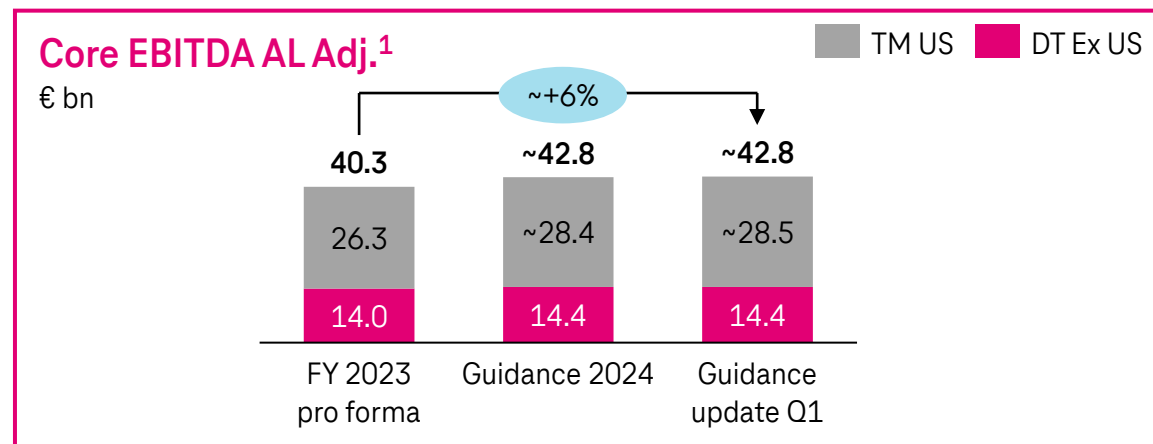 Core EBITDA AL Adj.1
€ bn
TM US
DT Ex US
~+6%
40.3
~42.8
~42.8
26.3
~28.4
~28.5
14.0
14.4
14.4
FY 2023
pro forma
Guidance 2024
Guidance
update Q1